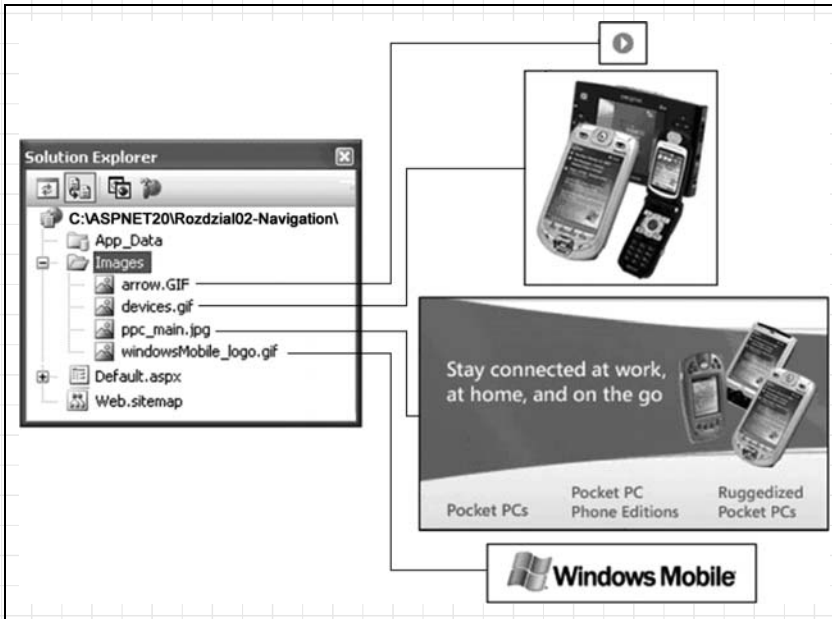 Solution Explorer
C:\ASPNET20\Rozdzial02-Navigation\
App_Data
Images
arrow.GIF
devices.gif
ppc_main.jpg
windowsMobile_logo.gif
Default.aspx
Web.sitemap
Stay connected at work,
at home, and on the go
Pocket PCs
Pocket PC
Phone Editions
Ruggedized
Pocket PCs
Windows Mobile